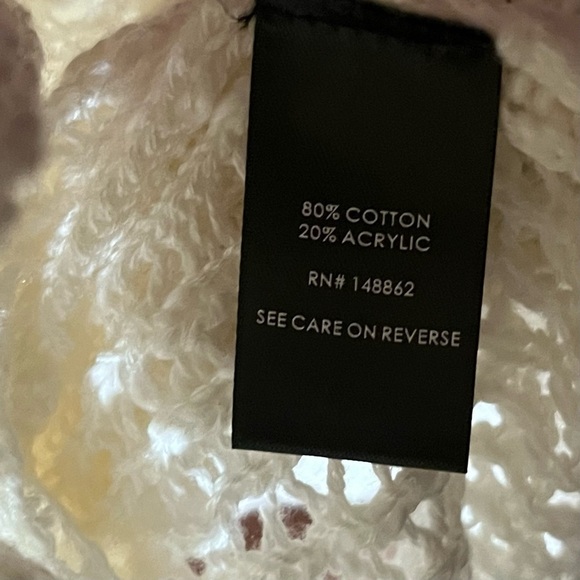 80% COTTON
20% ACRYLIC
RN# 148862
SEE CARE ON REVERSE